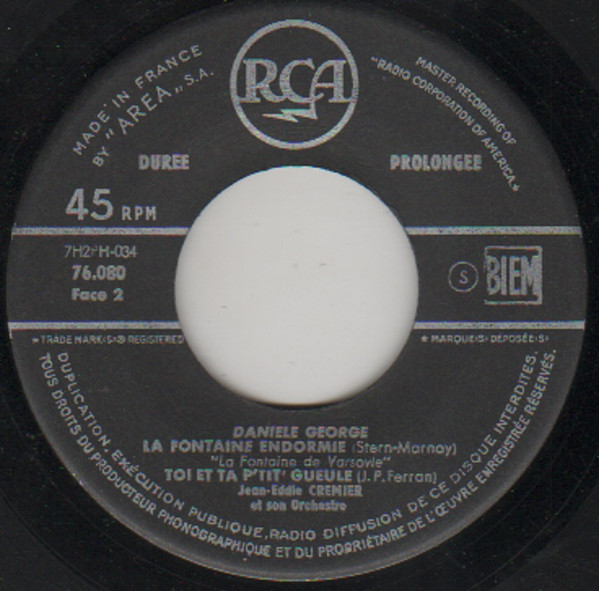 RCA
MADE IN FRANCE
BY "AREA" S.A.
MASTER RECORDING OF
"RADIO CORPORATION OF AMERICA"★
DUREE PROLONGEE
45 RPM
76.080
Face 2
S BIEM
★TRADE MARK(S)® REGISTERED
★ MARQUE(S) DÉPOSÉE(S)
DANIELE GEORGE
LA FONTAINE ENDORMIE (Stern-Marnay)
"La Fontaine de Varsovie"
TOI ET TA P'TIT' GUEULE (J. P. Ferran)
Jean-Eddie CREMIER
et son Orchestre
DUPLICATION, EXÉCUTION PUBLIQUE, RADIO DIFFUSION DE CE DISQUE INTERDITES.
TOUS DROITS DU PRODUCTEUR PHONOGRAPHIQUE ET DU PROPRIÉTAIRE DE L'ŒUVRE ENREGISTRÉE RÉSERVÉS.